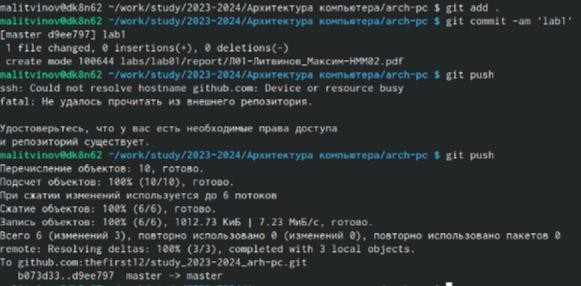 malitvinov@dk8n62 ~/work/study/2023-2024/Архитектура компьютера/arch-pc $ git add .
malitvinov@dk8n62 ~/work/study/2023-2024/Архитектура компьютера/arch-pc $ git commit -am 'lab1'
[master d9ee797] lab1
1 file changed, 0 insertions(+), 0 deletions(-)
create mode 100644 labs/lab01/report/Л01-Литвинов_Максим-НММ02.pdf
malitvinov@dk8n62 ~/work/study/2023-2024/Архитектура компьютера/arch-pc $ git push
ssh: Could not resolve hostname github.com: Device or resource busy
fatal: Не удалось прочитать из внешнего репозитория.
Удостоверьтесь, что у вас есть необходимые права доступа
и репозиторий существует.
malitvinov@dk8n62 ~/work/study/2023-2024/Архитектура компьютера/arch-pc $ git push
Перечисление объектов: 10, готово.
Подсчет объектов: 100% (10/10), готово.
При сжатии изменений используется до 6 потоков
Сжатие объектов: 100% (6/6), готово.
Запись объектов: 100% (6/6), 1012.73 КиБ | 7.23 МиБ/с, готово.
Всего 6 (изменений 3), повторно использовано 0 (изменений 0), повторно использовано пакетов 0
remote: Resolving deltas: 100% (3/3), completed with 3 local objects.
To github.com:thefirst12/study_2023-2024_arh-pc.git
b073d33..d9ee797 master -> master